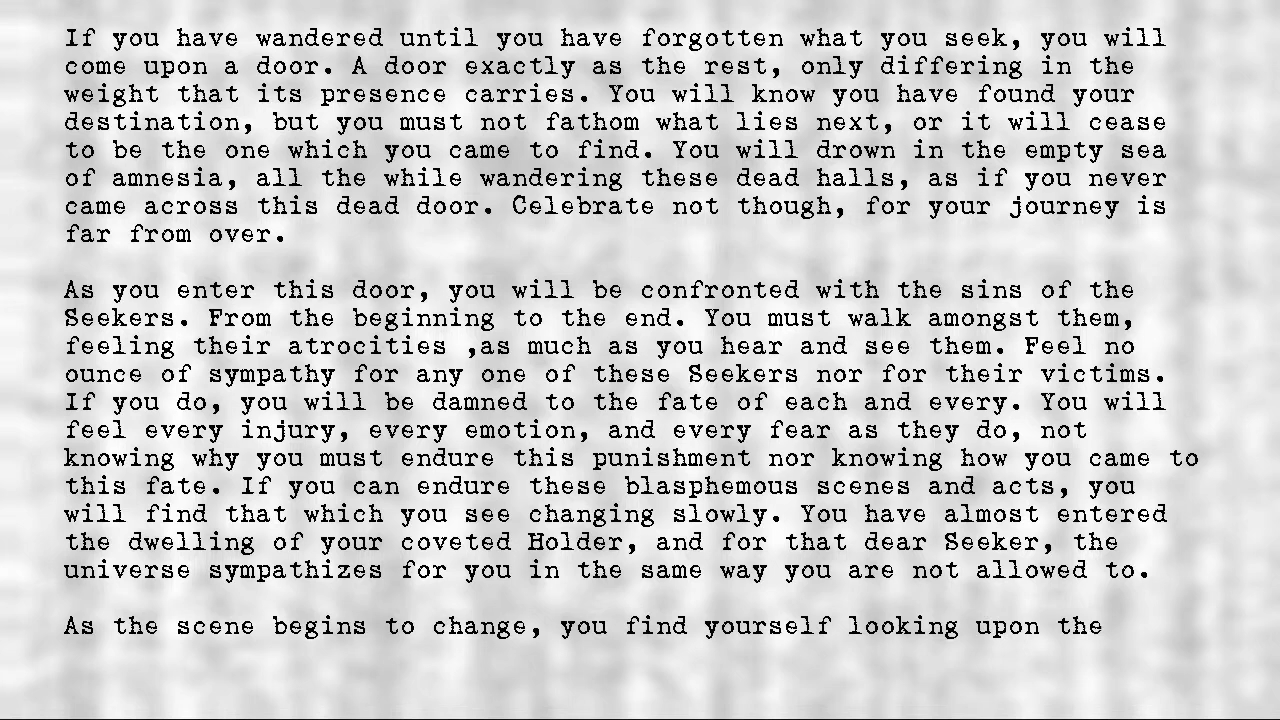 If you have wandered until you have forgotten what you seek, you will
come upon a door. A door exactly as the rest, only differing in the
weight that its presence carries. You will know you have found your
destination, but you must not fathom what lies next, or it will cease
to be the one which you came to find. You will drown in the empty sea
of amnesia, all the while wandering these dead halls, as if you never
came across this dead door. Celebrate not though, for your journey is
far from over.

As you enter this door, you will be confronted with the sins of the
Seekers. From the beginning to the end. You must walk amongst them,
feeling their atrocities ,as much as you hear and see them. Feel no
ounce of sympathy for any one of these Seekers nor for their victims.
If you do, you will be damned to the fate of each and every. You will
feel every injury, every emotion, and every fear as they do, not
knowing why you must endure this punishment nor knowing how you came to
this fate. If you can endure these blasphemous scenes and acts, you
will find that which you see changing slowly. You have almost entered
the dwelling of your coveted Holder, and for that dear Seeker, the
universe sympathizes for you in the same way you are not allowed to.

As the scene begins to change, you find yourself looking upon the